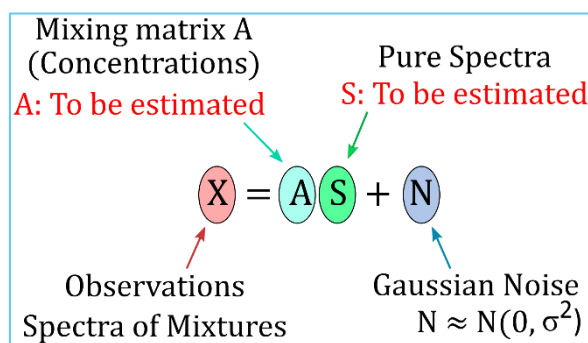 Mixing matrix A
(Concentrations)
A: To be estimated
Pure Spectra
S: To be estimated
X = A S + N
Observations
Spectra of Mixtures
Gaussian Noise
N ≈ N(0, σ²)